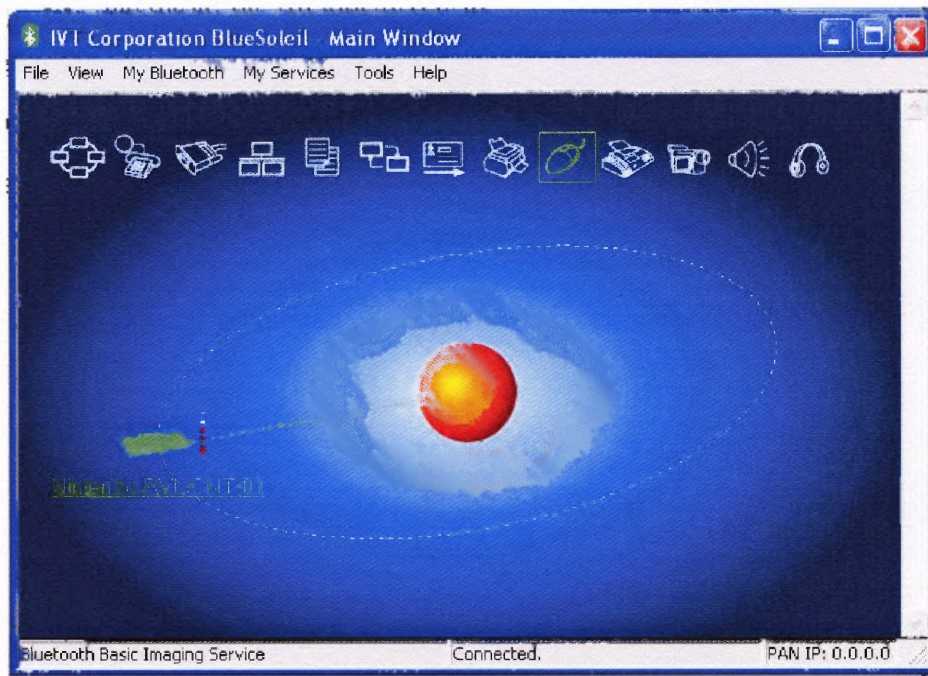 IVT Corporation BlueSoleil - Main Window
File View My Bluetooth My Services Tools Help
Bluetooth Basic Imaging Service Connected. PAN IP: 0.0.0.0